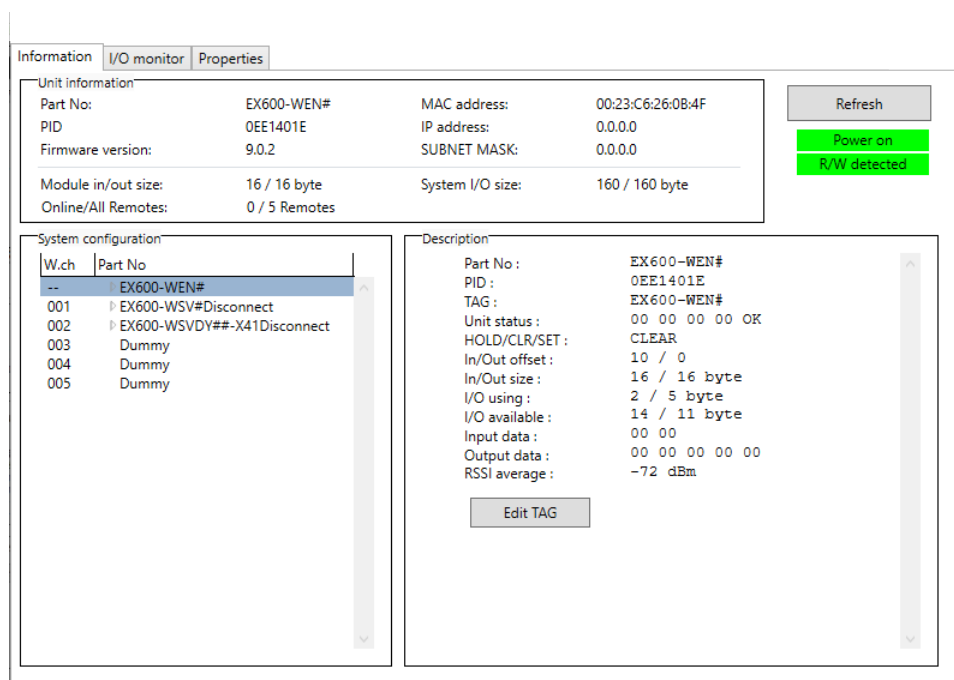 Information I/O monitor Properties
Unit information
Part No: EX600-WEN# MAC address: 00:23:C6:26:0B:4F Refresh
PID 0EE1401E IP address: 0.0.0.0 Power on
Firmware version: 9.0.2 SUBNET MASK: 0.0.0.0 R/W detected
Module in/out size: 16 / 16 byte System I/O size: 160 / 160 byte
Online/All Remotes: 0 / 5 Remotes
System configuration
W.ch Part No
-- EX600-WEN#
001 EX600-WSV#Disconnect
002 EX600-WSVDY##-X41Disconnect
003 Dummy
004 Dummy
005 Dummy
Description
Part No : EX600-WEN#
PID : 0EE1401E
TAG : EX600-WEN#
Unit status : 00 00 00 00 OK
HOLD/CLR/SET : CLEAR
In/Out offset : 10 / 0
In/Out size : 16 / 16 byte
I/O using : 2 / 5 byte
I/O available : 14 / 11 byte
Input data : 00 00
Output data : 00 00 00 00 00
RSSI average : -72 dBm
Edit TAG